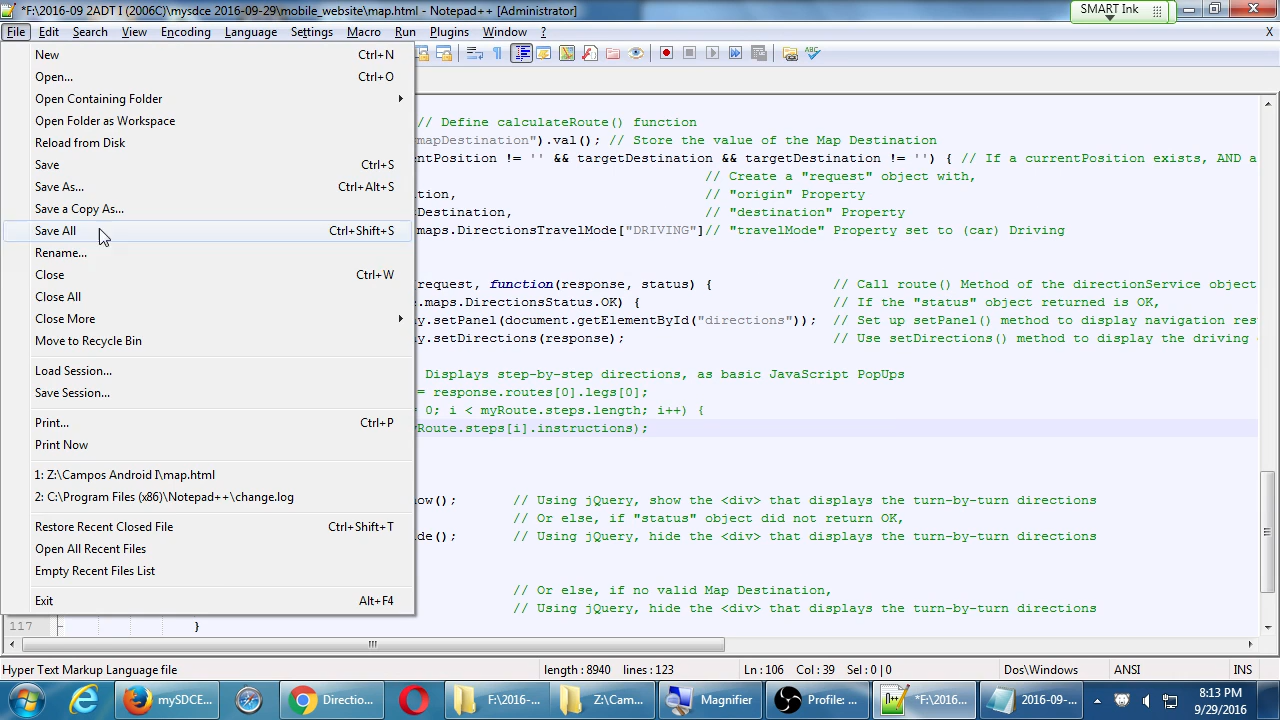 *F:\2016-09 2ADT I (2006C)\mysdce 2016-09-29\mobile_website\map.html - Notepad++ [Administrator]
SMART Ink
File Edit Search View Encoding Language Settings Macro Run Plugins Window ? X
New Ctrl+N
Open... Ctrl+O
Open Containing Folder
Open Folder as Workspace
Reload from Disk
Save Ctrl+S
Save As... Ctrl+Alt+S
Save a Copy As...
Save All Ctrl+Shift+S
Rename...
Close Ctrl+W
Close All
Close More
Move to Recycle Bin
Load Session...
Save Session...
Print... Ctrl+P
Print Now
1: Z:\Campos Android I\map.html
2: C:\Program Files (x86)\Notepad++\change.log
Restore Recent Closed File Ctrl+Shift+T
Open All Recent Files
Empty Recent Files List
Exit Alt+F4
// Define calculateRoute() function
mapDestination").val(); // Store the value of the Map Destination
entPosition != '' && targetDestination && targetDestination != '') { // If a currentPosition exists, AND a
// Create a "request" object with,
tion, // "origin" Property
Destination, // "destination" Property
maps.DirectionsTravelMode["DRIVING"]// "travelMode" Property set to (car) Driving
request, function(response, status) { // Call route() Method of the directionService object
.maps.DirectionsStatus.OK) { // If the "status" object returned is OK,
y.setPanel(document.getElementById("directions")); // Set up setPanel() method to display navigation res
y.setDirections(response); // Use setDirections() method to display the driving
Displays step-by-step directions, as basic JavaScript PopUps
= response.routes[0].legs[0];
= 0; i < myRoute.steps.length; i++) {
yRoute.steps[i].instructions);
how(); // Using jQuery, show the <div> that displays the turn-by-turn directions
// Or else, if "status" object did not return OK,
ide(); // Using jQuery, hide the <div> that displays the turn-by-turn directions
// Or else, if no valid Map Destination,
// Using jQuery, hide the <div> that displays the turn-by-turn directions
117 }
Hyper Text Markup Language file length : 8940 lines : 123 Ln : 106 Col : 39 Sel : 0 | 0 Dos\Windows ANSI INS
mySDCE... Directio... F:\2016-... Z:\Cam... Magnifier Profile: ... *F:\2016... 2016-09-... 8:13 PM
9/29/2016